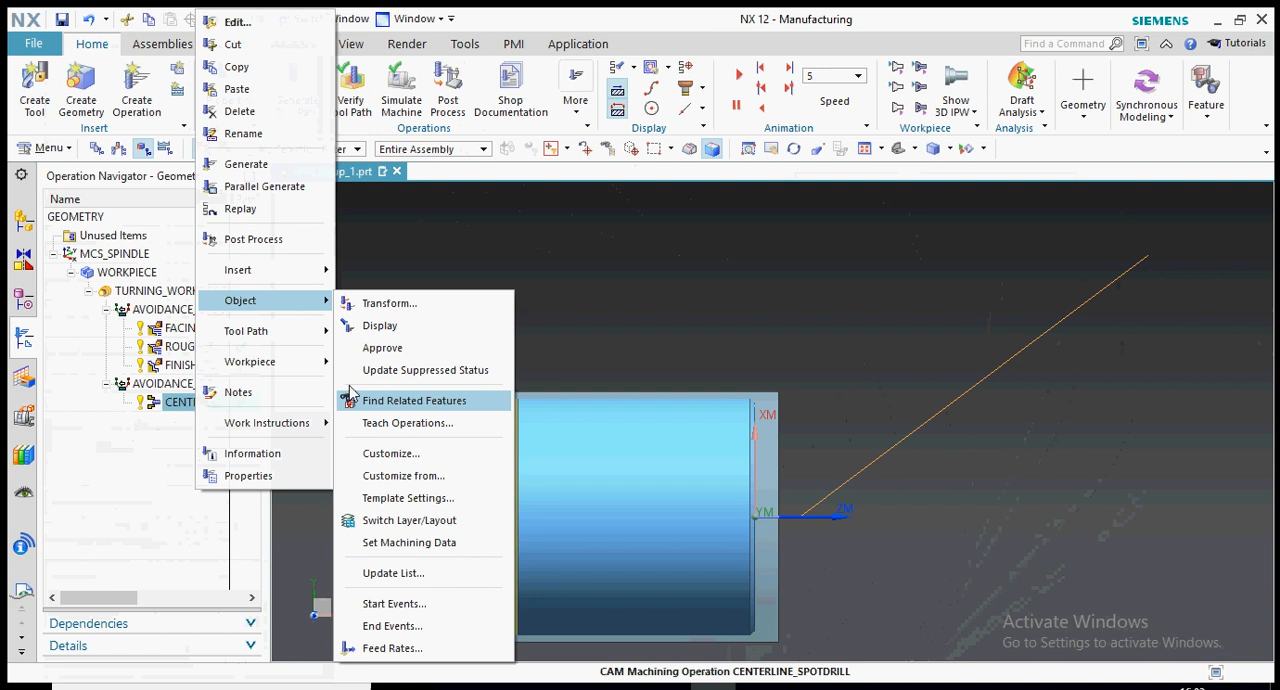 NX
Window
Window
NX 12 - Manufacturing
SIEMENS
File
Home
Assemblies
View
Render
Tools
PMI
Application
Find a Command
Tutorials
Create Tool
Create Geometry
Create Operation
Insert
Verify Tool Path
Simulate Machine
Post Process
Shop Documentation
More
Operations
Display
5
Speed
Animation
Show 3D IPW
Workpiece
Draft Analysis
Analysis
Geometry
Synchronous Modeling
Feature
Menu
Entire Assembly
Operation Navigator - Geomet
p_1.prt
Name
GEOMETRY
Unused Items
MCS_SPINDLE
WORKPIECE
TURNING_WORK
AVOIDANCE_
FACIN
ROUG
FINISH
AVOIDANCE_
CENTE
Dependencies
Details
Edit...
Cut
Copy
Paste
Delete
Rename
Generate
Parallel Generate
Replay
Post Process
Insert
Object
Tool Path
Workpiece
Notes
Work Instructions
Information
Properties
Transform...
Display
Approve
Update Suppressed Status
Find Related Features
Teach Operations...
Customize...
Customize from...
Template Settings...
Switch Layer/Layout
Set Machining Data
Update List...
Start Events...
End Events...
Feed Rates...
XM
YM
ZM
Y
Activate Windows
Go to Settings to activate Windows.
CAM Machining Operation CENTERLINE_SPOTDRILL